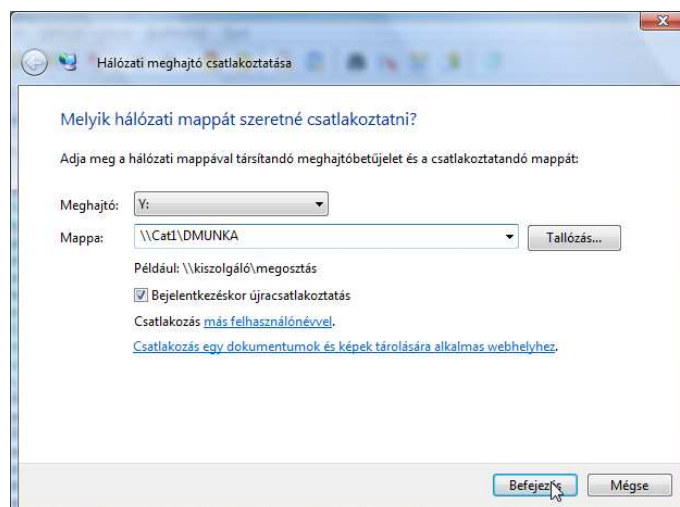 Hálózati meghajtó csatlakoztatása
Melyik hálózati mappát szeretné csatlakoztatni?
Adja meg a hálózati mappával társítandó meghajtóbetűjelet és a csatlakoztatandó mappát:
Meghajtó: Y:
Mappa: \\Cat1\DMUNKA Tallózás...
Például: \\kiszolgáló\megosztás
Bejelentkezéskor újracsatlakoztatás
Csatlakozás más felhasználónévvel.
Csatlakozás egy dokumentumok és képek tárolására alkalmas webhelyhez.
Befejezés Mégse